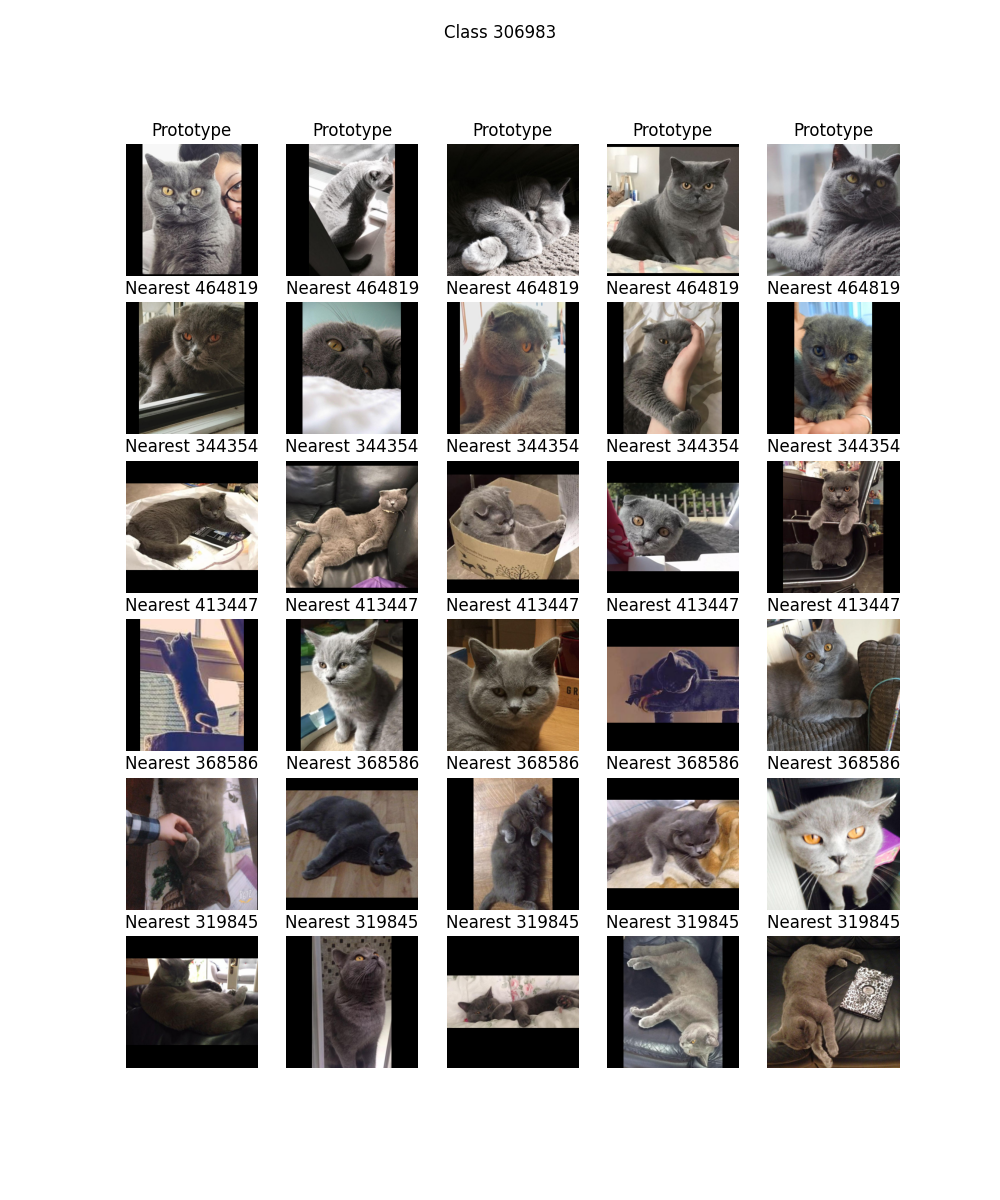 Class 306983
Prototype Prototype Prototype Prototype Prototype
Nearest 464819 Nearest 464819 Nearest 464819 Nearest 464819 Nearest 464819
Nearest 344354 Nearest 344354 Nearest 344354 Nearest 344354 Nearest 344354
Nearest 413447 Nearest 413447 Nearest 413447 Nearest 413447 Nearest 413447
GR
Nearest 368586 Nearest 368586 Nearest 368586 Nearest 368586 Nearest 368586
Nearest 319845 Nearest 319845 Nearest 319845 Nearest 319845 Nearest 319845